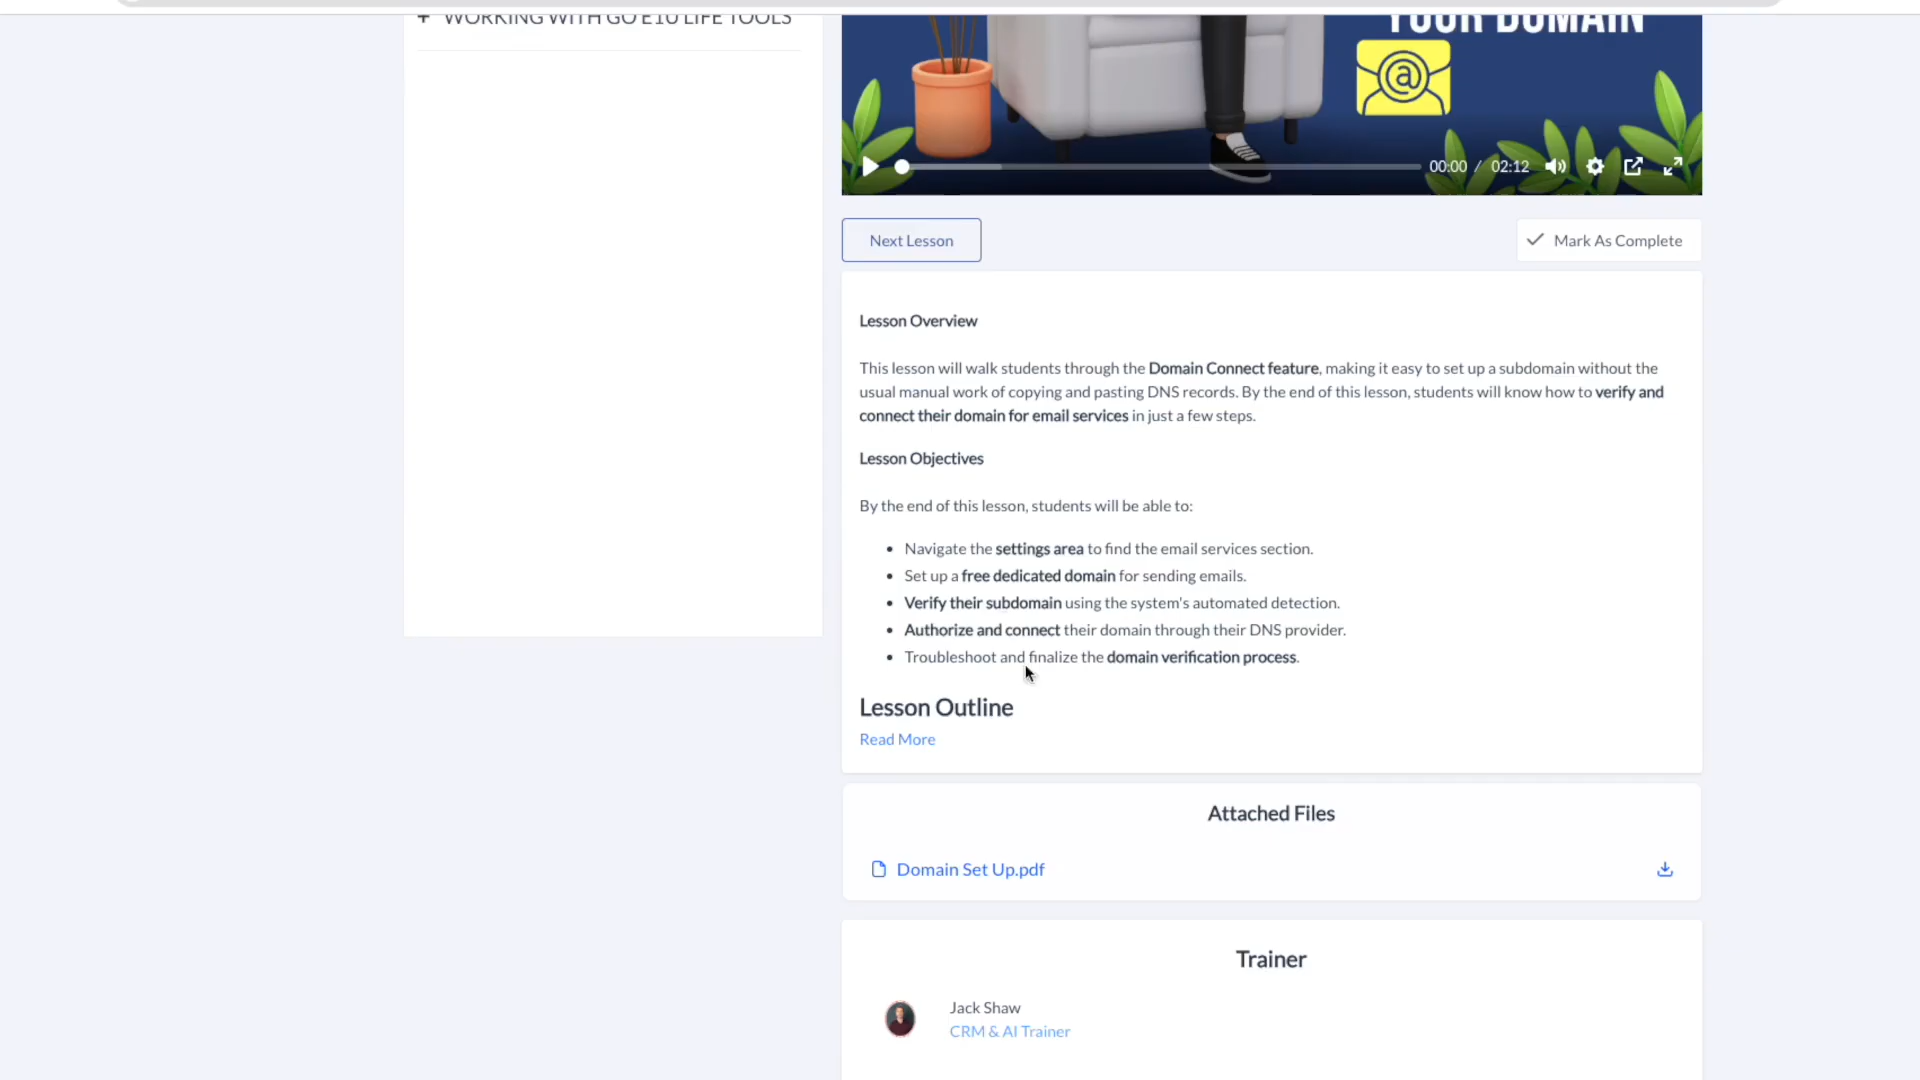 + WORKING WITH GO E1U LIFE TOOLS
YOUR DOMAIN
@
00:00 / 02:12
Next Lesson
Mark As Complete
Lesson Overview
This lesson will walk students through the Domain Connect feature, making it easy to set up a subdomain without the
usual manual work of copying and pasting DNS records. By the end of this lesson, students will know how to verify and
connect their domain for email services in just a few steps.
Lesson Objectives
By the end of this lesson, students will be able to:
• Navigate the settings area to find the email services section.
• Set up a free dedicated domain for sending emails.
• Verify their subdomain using the system's automated detection.
• Authorize and connect their domain through their DNS provider.
• Troubleshoot and finalize the domain verification process.
Lesson Outline
Read More
Attached Files
Domain Set Up.pdf
Trainer
Jack Shaw
CRM & AI Trainer